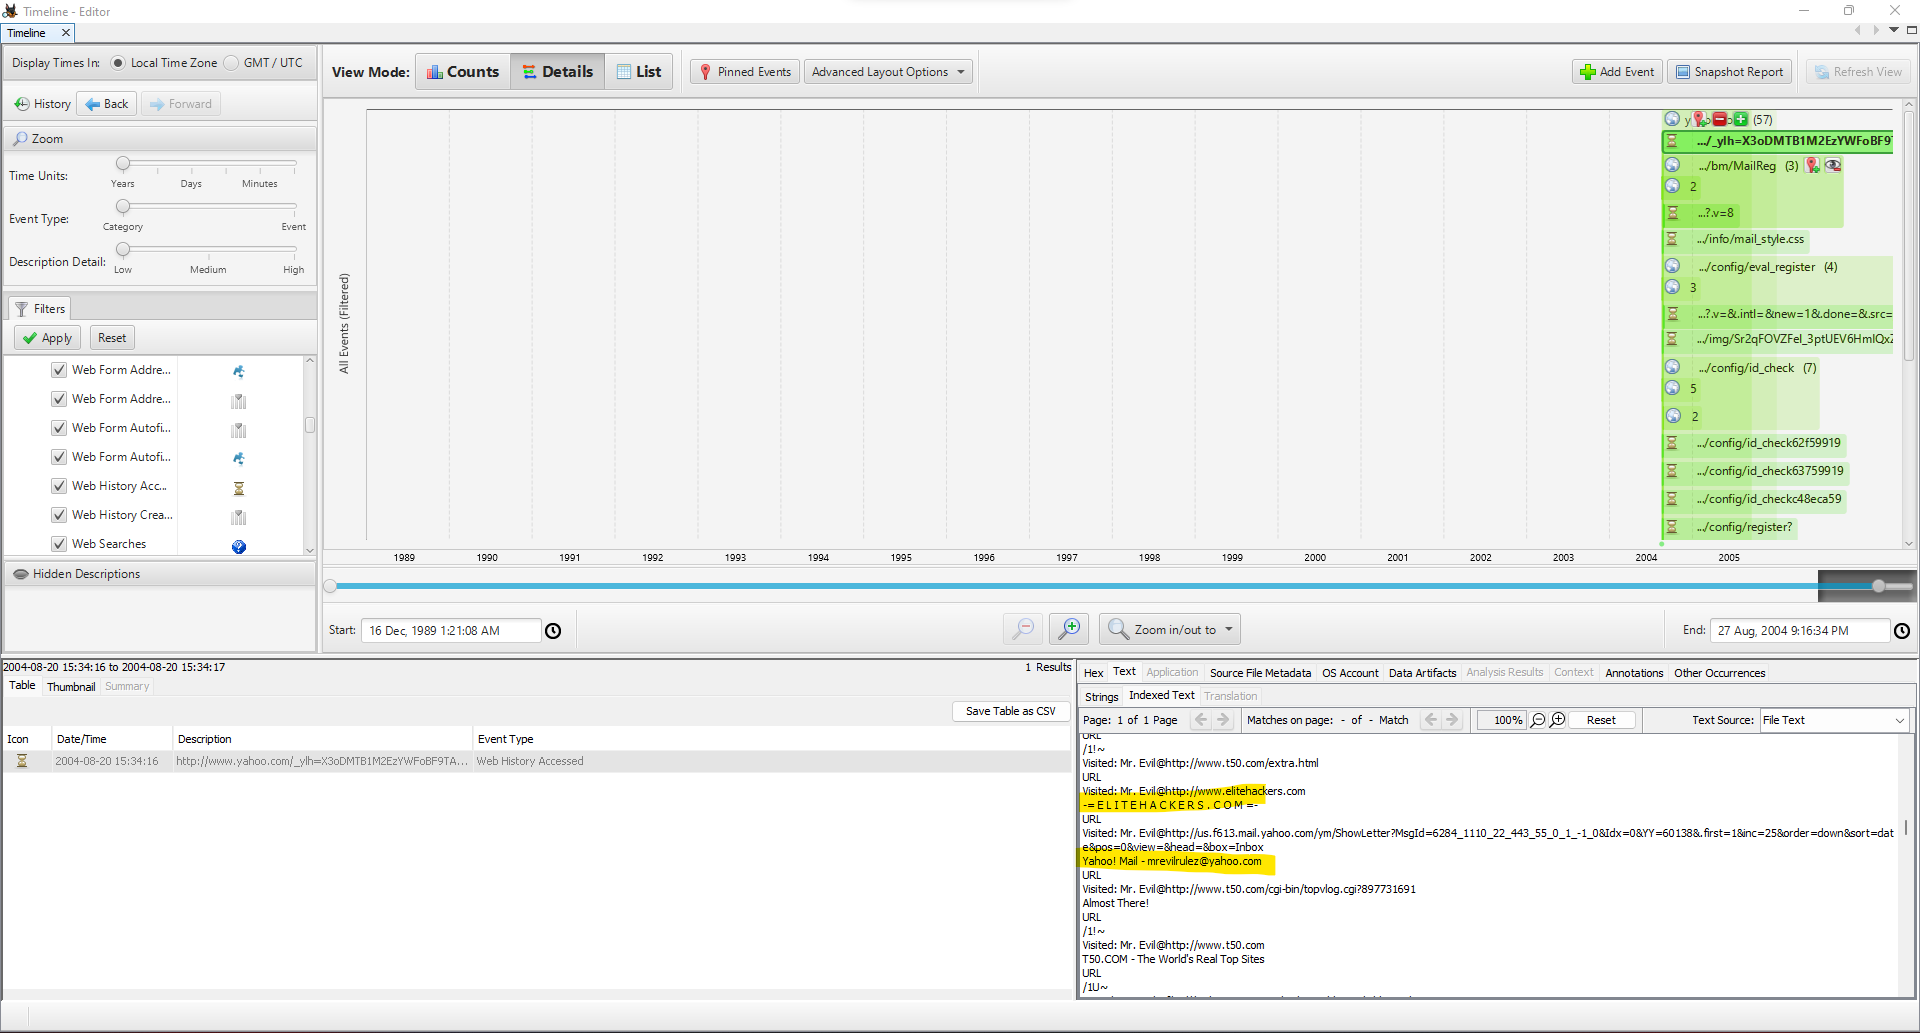 Timeline - Editor
Timeline
Display Times In: Local Time Zone GMT / UTC
History Back Forward
Zoom
Time Units: Years Days Minutes
Event Type: Category Event
Description Detail: Low Medium High
Filters
Apply Reset
Web Form Addre...
Web Form Addre...
Web Form Autofi...
Web Form Autofi...
Web History Acc...
Web History Crea...
Web Searches
Hidden Descriptions
View Mode: Counts Details List Pinned Events Advanced Layout Options Add Event Snapshot Report Refresh View
All Events (Filtered)
(57)
.../_ylh=X3oDMTB1M2EzYWFoBF9
.../bm/MailReg (3)
2
...?.v=8
.../info/mail_style.css
.../config/eval_register (4)
3
...?.v=&.intl=&new=1&.done=&.src=
.../img/Sr2qFOVZFeI_3ptUEV6HmIQx
.../config/id_check (7)
5
2
.../config/id_check62f59919
.../config/id_check63759919
.../config/id_checkc48eca59
.../config/register?
1989 1990 1991 1992 1993 1994 1995 1996 1997 1998 1999 2000 2001 2002 2003 2004 2005
Start: 16 Dec, 1989 1:21:08 AM Zoom in/out to End: 27 Aug, 2004 9:16:34 PM
2004-08-20 15:34:16 to 2004-08-20 15:34:17 1 Results
Table Thumbnail Summary
Save Table as CSV
Icon Date/Time Description Event Type
2004-08-20 15:34:16 http://www.yahoo.com/_ylh=X3oDMTB1M2EzYWFoBF9TA... Web History Accessed
Hex Text Application Source File Metadata OS Account Data Artifacts Analysis Results Context Annotations Other Occurrences
Strings Indexed Text Translation
Page: 1 of 1 Page Matches on page: - of - Match 100% Reset Text Source: File Text
URL
/1!~
Visited: Mr. Evil@http://www.t50.com/extra.html
URL
Visited: Mr. Evil@http://www.elitehackers.com
-= E L I T E H A C K E R S . C O M =-
URL
Visited: Mr. Evil@http://us.f613.mail.yahoo.com/ym/ShowLetter?MsgId=6284_1110_22_443_55_0_1_-1_0&Idx=0&YY=60138&.first=1&inc=25&order=down&sort=dat
e&pos=0&view=&head=&box=Inbox
Yahoo! Mail - mrevilrulez@yahoo.com
URL
Visited: Mr. Evil@http://www.t50.com/cgi-bin/topvlog.cgi?897731691
Almost There!
URL
/1!~
Visited: Mr. Evil@http://www.t50.com
T50.COM - The World's Real Top Sites
URL
/1U~